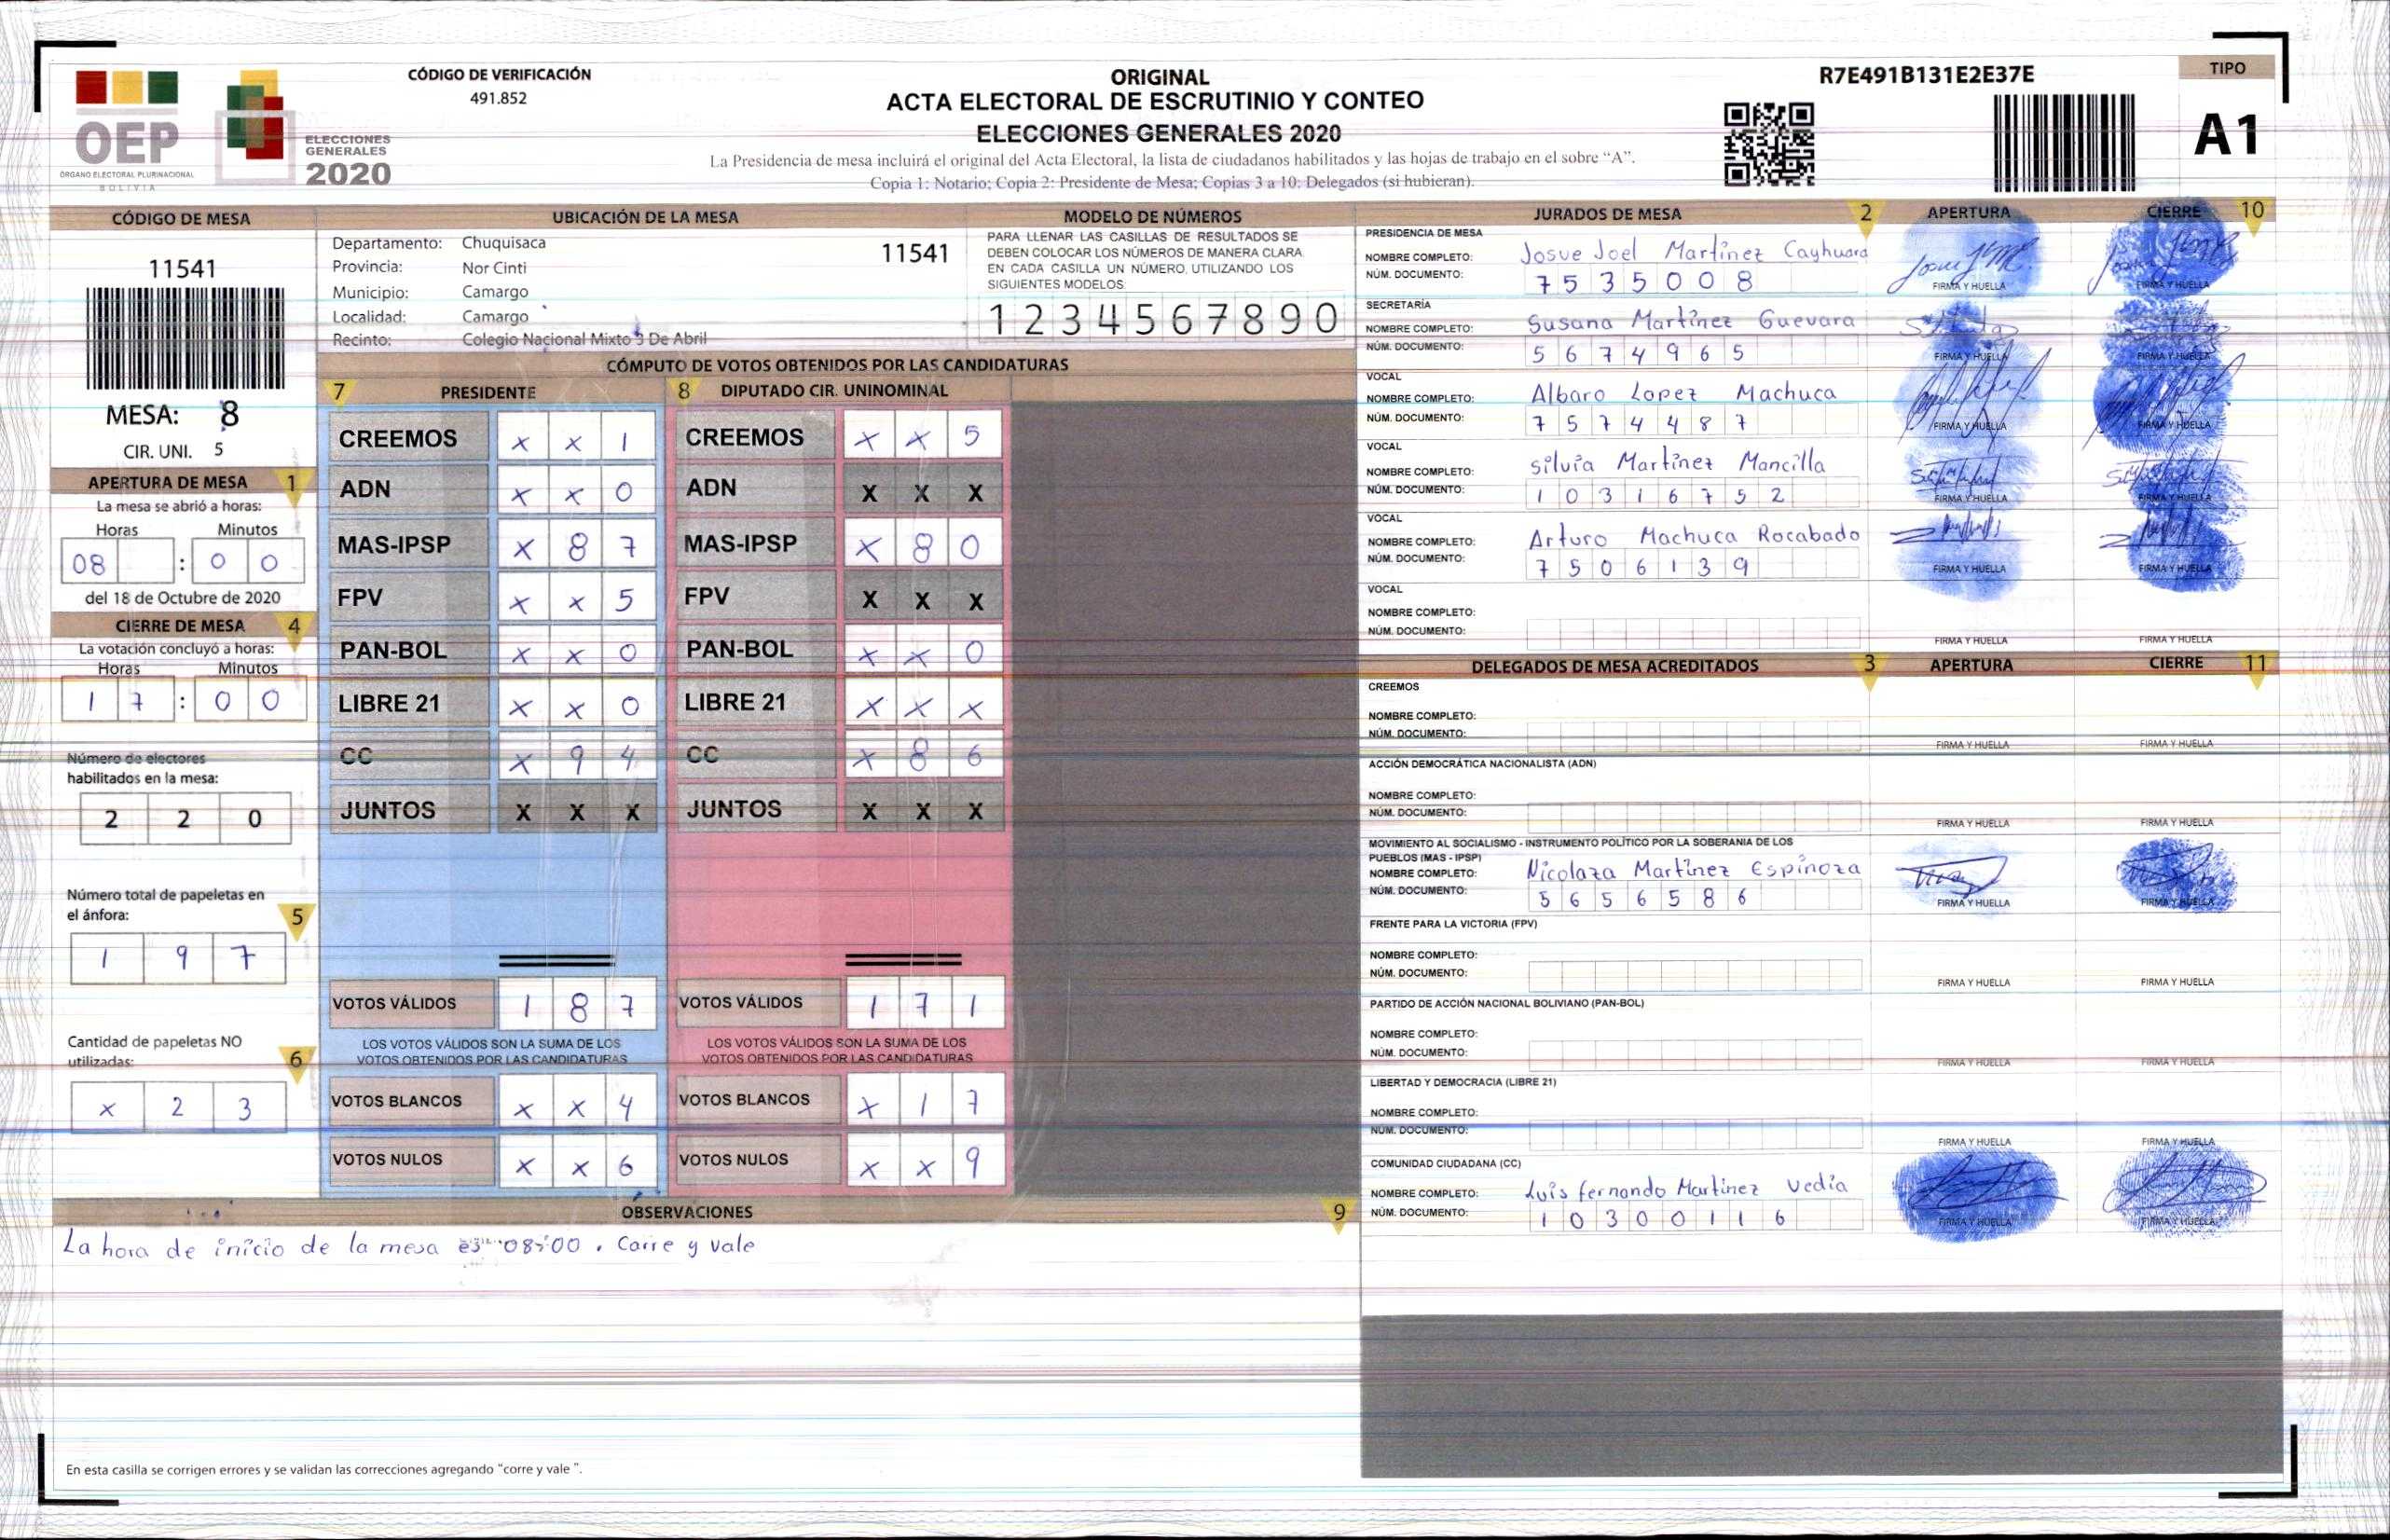 CÓDIGO DE VERIFICACIÓN
491.852
OEP
ÓRGANO ELECTORAL PLURINACIONAL
BOLIVIA
ELECCIONES
GENERALES
2020
ORIGINAL
ACTA ELECTORAL DE ESCRUTINIO Y CONTEO
ELECCIONES GENERALES 2020
La Presidencia de mesa incluirá el original del Acta Electoral, la lista de ciudadanos habilitados y las hojas de trabajo en el sobre “A”.
Copia 1: Notario; Copia 2: Presidente de Mesa; Copias 3 a 10: Delegados (si hubieran).
R7E491B131E2E37E
TIPO
A1
CÓDIGO DE MESA
11541
MESA: 8
CIR. UNI. 5
APERTURA DE MESA 1
La mesa se abrió a horas:
Horas Minutos
08 : 0 0
del 18 de Octubre de 2020
CIERRE DE MESA 4
La votación concluyó a horas:
Horas Minutos
1 7 : 0 0
Número de electores
habilitados en la mesa:
2 2 0
Número total de papeletas en
el ánfora: 5
1 9 7
Cantidad de papeletas NO
utilizadas: 6
x 2 3
UBICACIÓN DE LA MESA
Departamento: Chuquisaca 11541
Provincia: Nor Cinti
Municipio: Camargo
Localidad: Camargo
Recinto: Colegio Nacional Mixto 3 De Abril
MODELO DE NÚMEROS
PARA LLENAR LAS CASILLAS DE RESULTADOS SE
DEBEN COLOCAR LOS NÚMEROS DE MANERA CLARA.
EN CADA CASILLA UN NÚMERO, UTILIZANDO LOS
SIGUIENTES MODELOS:
1 2 3 4 5 6 7 8 9 0
CÓMPUTO DE VOTOS OBTENIDOS POR LAS CANDIDATURAS
7 PRESIDENTE
CREEMOS x x 1
ADN x x 0
MAS-IPSP x 8 7
FPV x x 5
PAN-BOL x x 0
LIBRE 21 x x 0
CC x 9 4
JUNTOS X X X
VOTOS VÁLIDOS 1 8 7
LOS VOTOS VÁLIDOS SON LA SUMA DE LOS
VOTOS OBTENIDOS POR LAS CANDIDATURAS
VOTOS BLANCOS x x 4
VOTOS NULOS x x 6
8 DIPUTADO CIR. UNINOMINAL
CREEMOS x x 5
ADN X X X
MAS-IPSP x 8 0
FPV X X X
PAN-BOL x x 0
LIBRE 21 x x x
CC x 8 6
JUNTOS X X X
VOTOS VÁLIDOS 1 7 1
LOS VOTOS VÁLIDOS SON LA SUMA DE LOS
VOTOS OBTENIDOS POR LAS CANDIDATURAS
VOTOS BLANCOS x 1 7
VOTOS NULOS x x 9
OBSERVACIONES 9
La hora de inicio de la mesa es 08:00 . Corre y vale
En esta casilla se corrigen errores y se validan las correcciones agregando “corre y vale ”.
JURADOS DE MESA 2 APERTURA CIERRE 10
PRESIDENCIA DE MESA
NOMBRE COMPLETO: Josue Joel Martinez Cayhuara
NÚM. DOCUMENTO: 7 5 3 5 0 0 8
FIRMA Y HUELLA FIRMA Y HUELLA
SECRETARÍA
NOMBRE COMPLETO: Susana Martinez Guevara
NÚM. DOCUMENTO: 5 6 7 4 9 6 5
FIRMA Y HUELLA FIRMA Y HUELLA
VOCAL
NOMBRE COMPLETO: Albaro Lopez Machuca
NÚM. DOCUMENTO: 7 5 7 4 4 8 7
FIRMA Y HUELLA FIRMA Y HUELLA
VOCAL
NOMBRE COMPLETO: silvia Martinez Mancilla
NÚM. DOCUMENTO: 1 0 3 1 6 7 5 2
FIRMA Y HUELLA FIRMA Y HUELLA
VOCAL
NOMBRE COMPLETO: Arturo Machuca Rocabado
NÚM. DOCUMENTO: 7 5 0 6 1 3 9
FIRMA Y HUELLA FIRMA Y HUELLA
VOCAL
NOMBRE COMPLETO:
NÚM. DOCUMENTO:
FIRMA Y HUELLA FIRMA Y HUELLA
DELEGADOS DE MESA ACREDITADOS 3 APERTURA CIERRE 11
CREEMOS
NOMBRE COMPLETO:
NÚM. DOCUMENTO:
FIRMA Y HUELLA FIRMA Y HUELLA
ACCIÓN DEMOCRÁTICA NACIONALISTA (ADN)
NOMBRE COMPLETO:
NÚM. DOCUMENTO:
FIRMA Y HUELLA FIRMA Y HUELLA
MOVIMIENTO AL SOCIALISMO - INSTRUMENTO POLÍTICO POR LA SOBERANIA DE LOS
PUEBLOS (MAS - IPSP)
NOMBRE COMPLETO: Nicolaza Martinez Espinoza
NÚM. DOCUMENTO: 5 6 5 6 5 8 6
FIRMA Y HUELLA FIRMA Y HUELLA
FRENTE PARA LA VICTORIA (FPV)
NOMBRE COMPLETO:
NÚM. DOCUMENTO:
FIRMA Y HUELLA FIRMA Y HUELLA
PARTIDO DE ACCIÓN NACIONAL BOLIVIANO (PAN-BOL)
NOMBRE COMPLETO:
NÚM. DOCUMENTO:
FIRMA Y HUELLA FIRMA Y HUELLA
LIBERTAD Y DEMOCRACIA (LIBRE 21)
NOMBRE COMPLETO:
NÚM. DOCUMENTO:
FIRMA Y HUELLA FIRMA Y HUELLA
COMUNIDAD CIUDADANA (CC)
NOMBRE COMPLETO: Luis fernando Martinez vedia
NÚM. DOCUMENTO: 1 0 3 0 0 1 1 6
FIRMA Y HUELLA FIRMA Y HUELLA